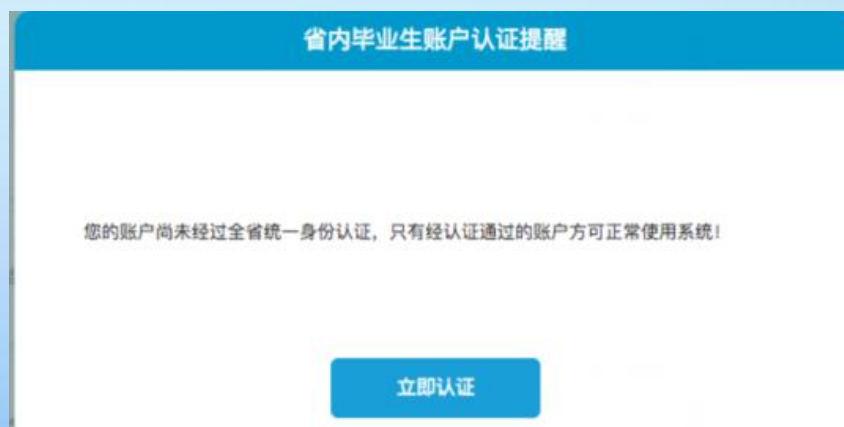 省内毕业生账户认证提醒
您的账户尚未经过全省统一身份认证，只有经认证通过的账户方可正常使用系统！
立即认证